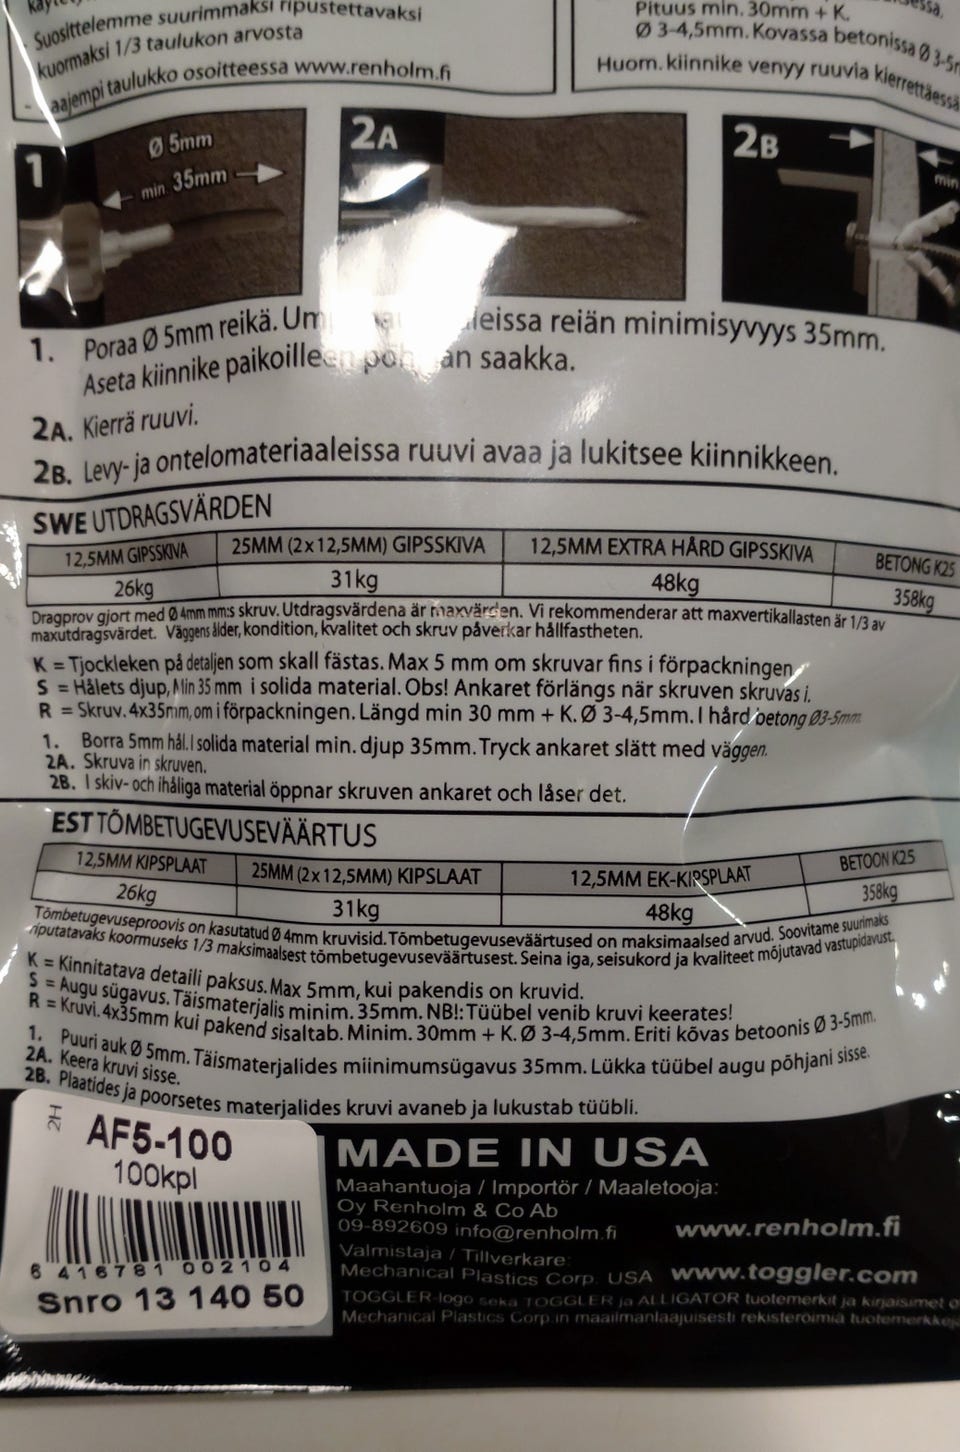 Suosittelemme suurimmaksi ripustettavaksi
kuormaksi 1/3 taulukon arvosta
aajempi taulukko osoitteessa www.renholm.fi
Pituus min. 30mm + K.
Ø 3-4,5mm. Kovassa betonissa Ø 3-5m
Huom. kiinnike venyy ruuvia kierrettäessä
1
Ø 5mm
min. 35mm
2A
2B
min
1. Poraa Ø 5mm reikä. leissa reiän minimisyvyys 35mm.
Aseta kiinnike paikoilleen saakka.
2A. Kierrä ruuvi.
2B. Levy- ja ontelomateriaaleissa ruuvi avaa ja lukitsee kiinnikkeen.
SWE UTDRAGSVÄRDEN
12,5MM GIPSSKIVA 25MM (2x12,5MM) GIPSSKIVA 12,5MM EXTRA HÅRD GIPSSKIVA BETONG K25
26kg 31kg 48kg 358kg
Dragprov gjort med Ø 4mm mm:s skruv. Utdragsvärdena är maxvärden. Vi rekommenderar att maxvertikallasten är 1/3 av
maxutdragsvärdet. Väggens ålder, kondition, kvalitet och skruv påverkar hållfastheten.
K = Tjockleken på detaljen som skall fästas. Max 5 mm om skruvar fins i förpackningen
S = Hålets djup, Min 35 mm i solida material. Obs! Ankaret förlängs när skruven skruvas i.
R = Skruv. 4x35mm, om i förpackningen. Längd min 30 mm + K. Ø 3-4,5mm. I hård betong Ø3-5mm
1. Borra 5mm hål. I solida material min. djup 35mm. Tryck ankaret slätt med väggen.
2A. Skruva in skruven.
2B. I skiv- och ihåliga material öppnar skruven ankaret och låser det.
EST TÕMBETUGEVUSEVÄÄRTUS
12,5MM KIPSPLAAT 25MM (2x12,5MM) KIPSLAAT 12,5MM EK-KIPSPLAAT BETOON K25
26kg 31kg 48kg 358kg
Tõmbetugevuseproovis on kasutatud Ø 4mm kruvisid. Tõmbetugevuseväärtused on maksimaalsed arvud. Soovitame suurimaks
riputatavaks koormuseks 1/3 maksimaalsest tõmbetugevuseväärtusest. Seina iga, seisukord ja kvaliteet mõjutavad vastupidavust.
K = Kinnitatava detaili paksus. Max 5mm, kui pakendis on kruvid.
S = Augu sügavus. Täismaterjalis minim. 35mm. NB!: Tüübel venib kruvi keerates!
R = Kruvi. 4x35mm kui pakend sisaltab. Minim. 30mm + K. Ø 3-4,5mm. Eriti kõvas betoonis Ø 3-5mm.
1. Puuri auk Ø 5mm. Täismaterjalides miinimumsügavus 35mm. Lükka tüübel augu põhjani sisse.
2A. Keera kruvi sisse.
2B. Plaatides ja poorsetes materjalides kruvi avaneb ja lukustab tüübli.
2H
AF5-100
100kpl
6 416781 002104
Snro 13 140 50
MADE IN USA
Maahantuoja / Importör / Maaletooja:
Oy Renholm & Co Ab
09-892609 info@renholm.fi www.renholm.fi
Valmistaja / Tillverkare:
Mechanical Plastics Corp. USA www.toggler.com
TOGGLER-logo sekä TOGGLER ja ALLIGATOR tuotemerkit ja kirjaisimet o
Mechanical Plastics Corp:in maailmanlaajuisesti rekisteröimiä tuotemerkkej